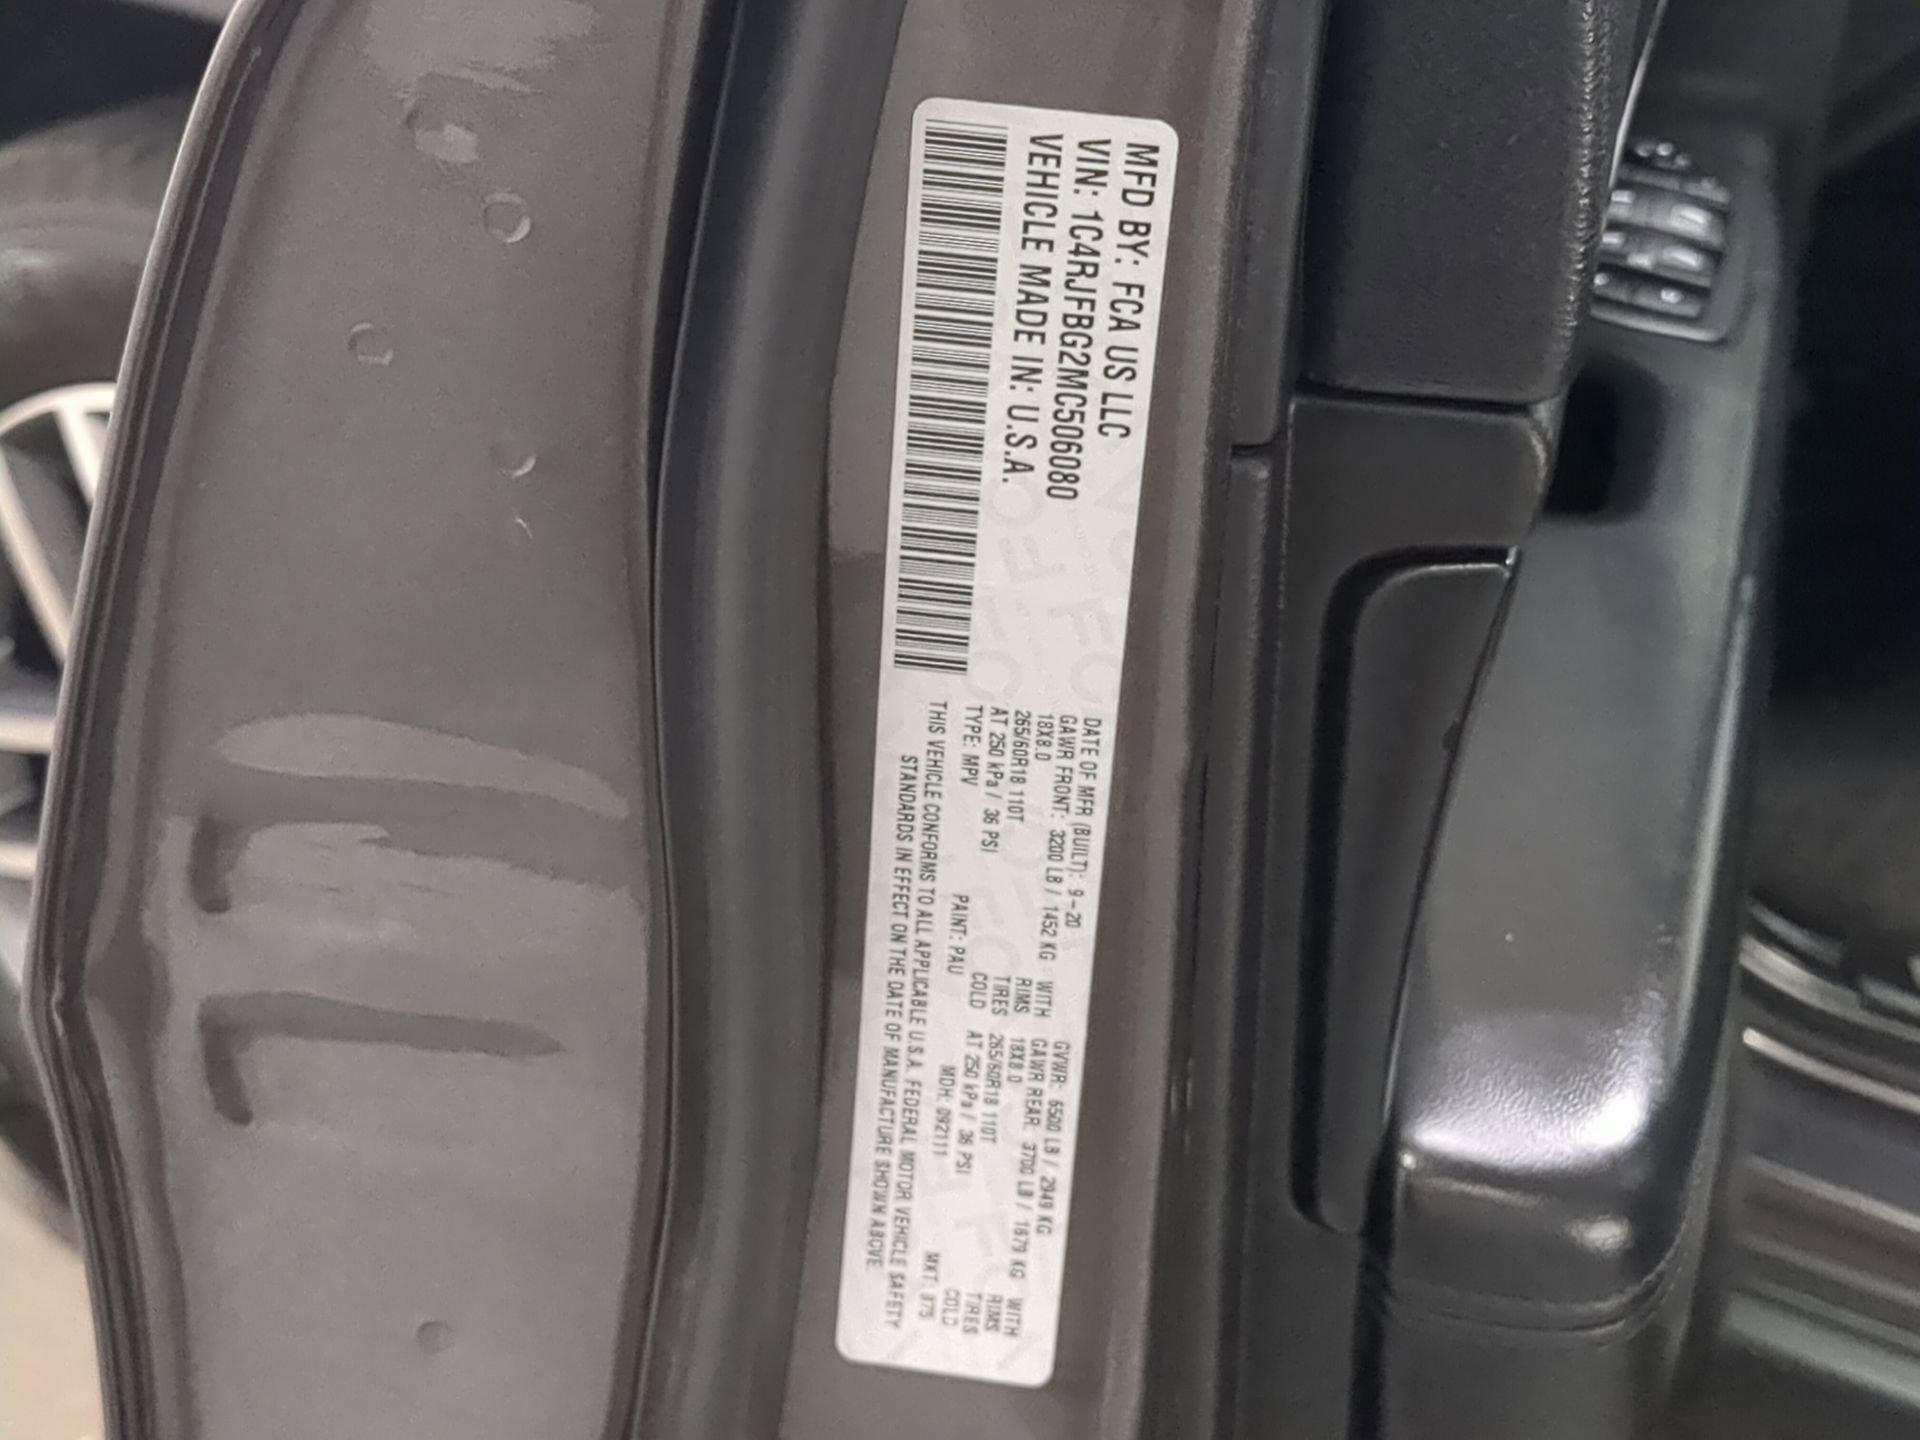 MFD BY: FCA US LLC
VIN: 1C4RJFBG2MC506080
VEHICLE MADE IN: U.S.A.
DATE OF MFR (BUILT): 9-20 GVWR: 6500 LB / 2949 KG
GAWR FRONT: 3200 LB / 1452 KG WITH GAWR REAR: 3700 LB / 1679 KG WITH
18X8.0 RIMS 18X8.0 RIMS
265/60R18 110T TIRES 265/60R18 110T TIRES
AT 250 kPa / 36 PSI COLD AT 250 kPa / 36 PSI COLD
TYPE: MPV PAINT: PAU MDH: 092111 MXT: 875
THIS VEHICLE CONFORMS TO ALL APPLICABLE U.S.A. FEDERAL MOTOR VEHICLE SAFETY
STANDARDS IN EFFECT ON THE DATE OF MANUFACTURE SHOWN ABOVE.